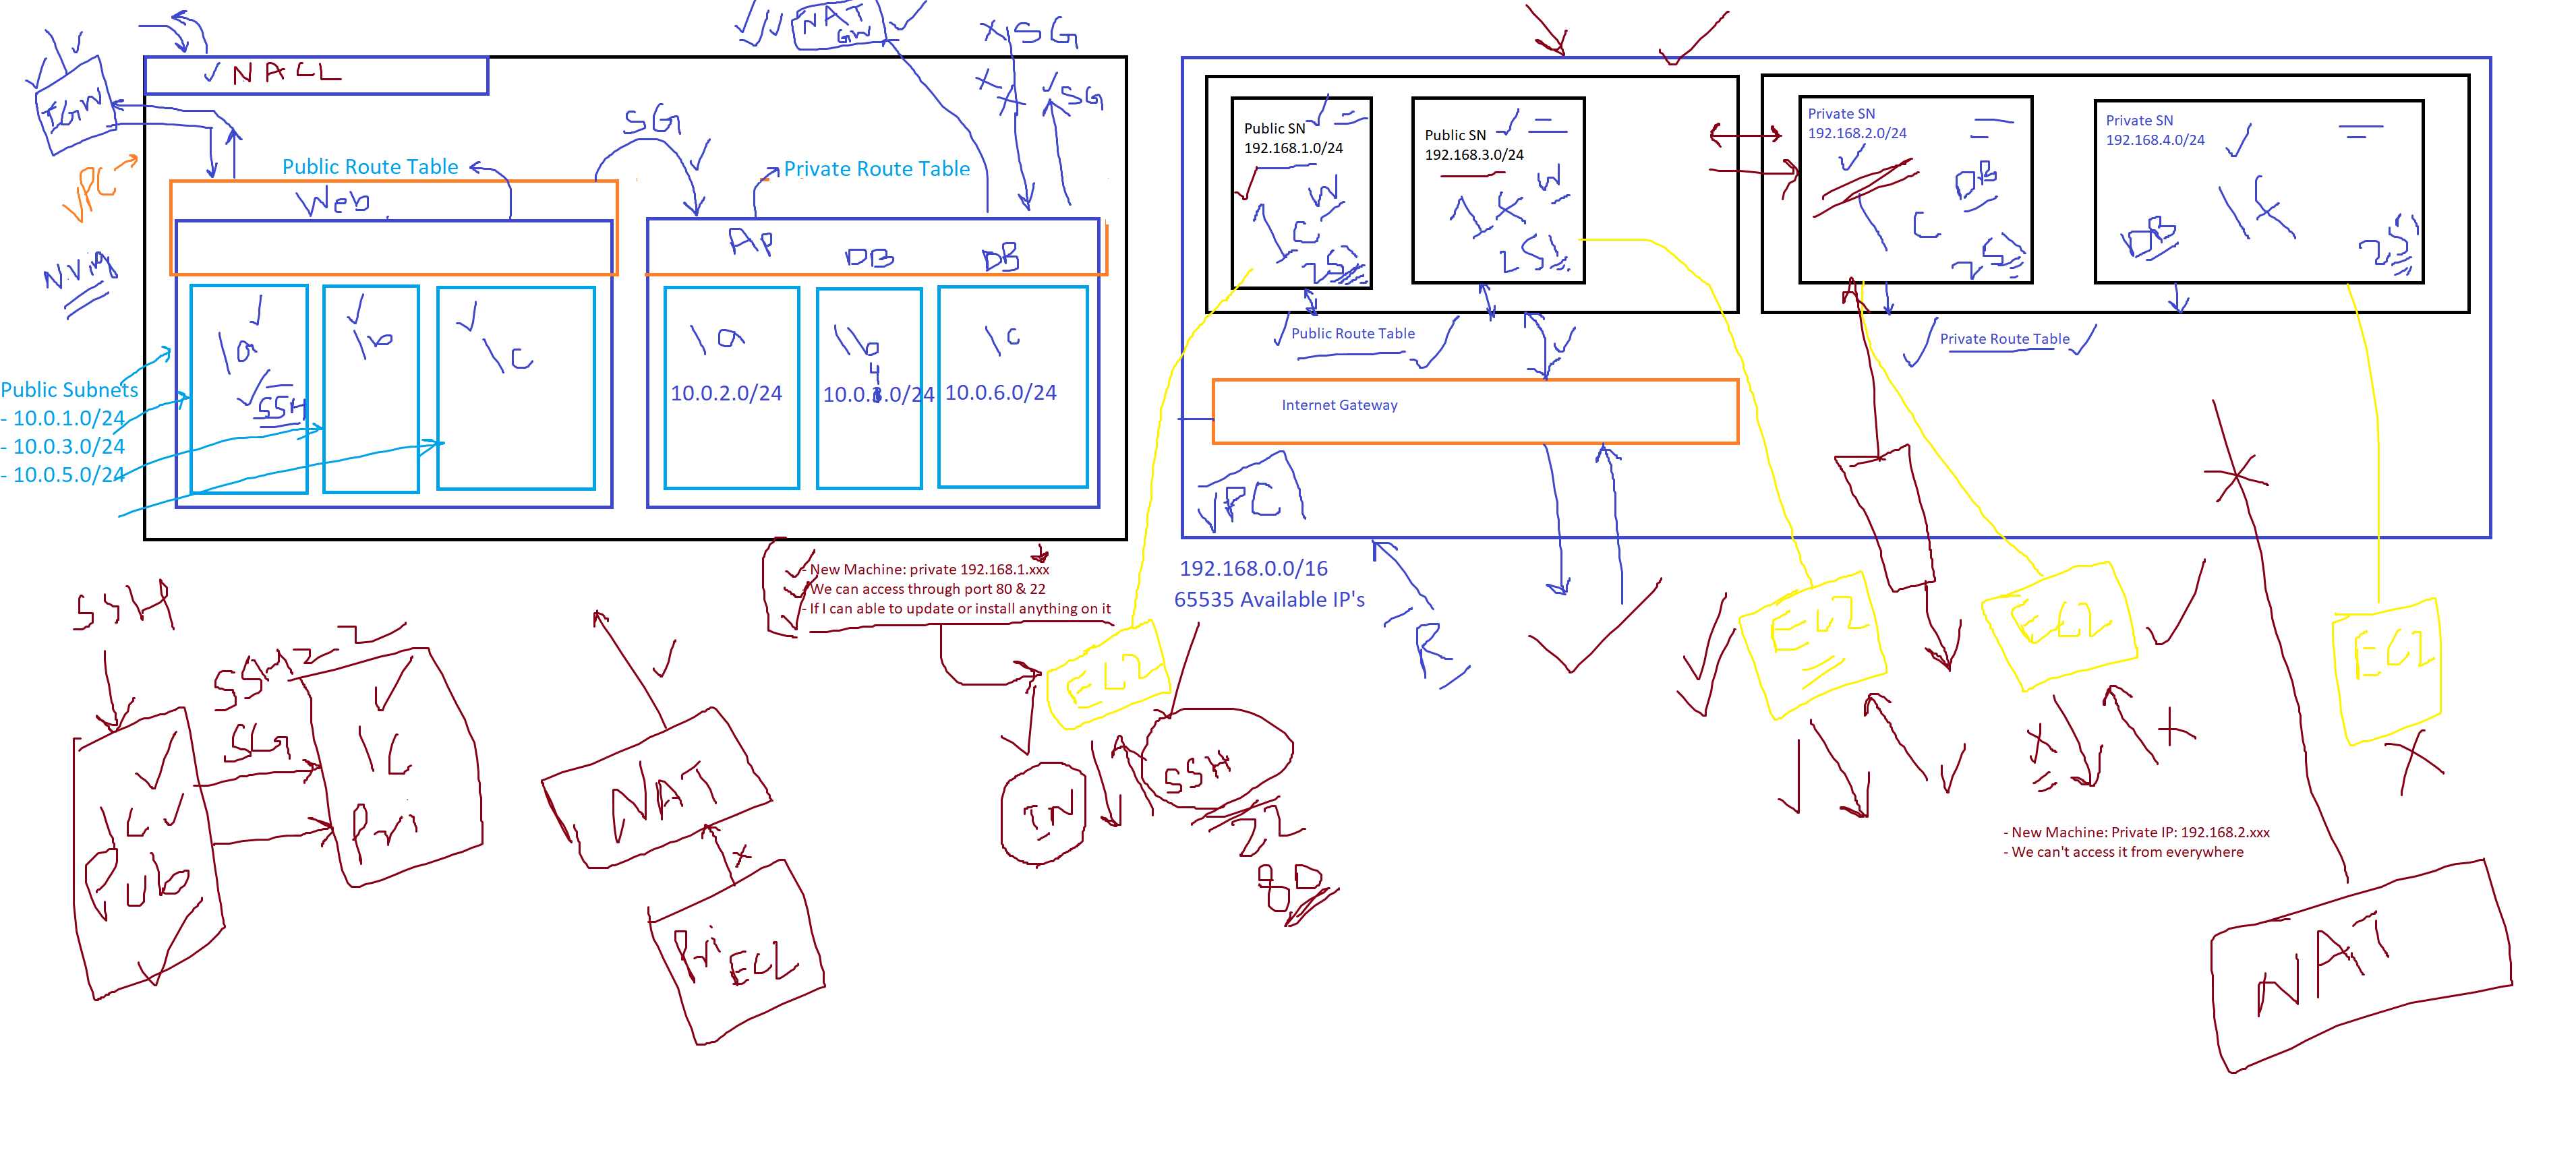 NAT
GW
SG
SG
✓ NACL
IGW
SG
VPC
Public Route Table
Private Route Table
Web
Ap
DB
DB
N.Virg
1a
1b
1c
1a
1b
1c
SSH
4
10.0.2.0/24
10.0.3.0/24
10.0.6.0/24
Public Subnets
- 10.0.1.0/24
- 10.0.3.0/24
- 10.0.5.0/24
Public SN
192.168.1.0/24
W
1c
251
Public SN
192.168.3.0/24
W
251
Private SN
192.168.2.0/24
DB
C
251
Private SN
192.168.4.0/24
DB
251
Public Route Table
Private Route Table
Internet Gateway
VPC
192.168.0.0/16
65535 Available IP's
R
- New Machine: private 192.168.1.xxx
- We can access through port 80 & 22
- If I can able to update or install anything on it
EC2
EC2
EC2
EC2
SSH
SSH 22
SG
Pub
1c
Pri
NAT
Pri
EC2
IN
SSH
22
80
- New Machine: Private IP: 192.168.2.xxx
- We can't access it from everywhere
NAT